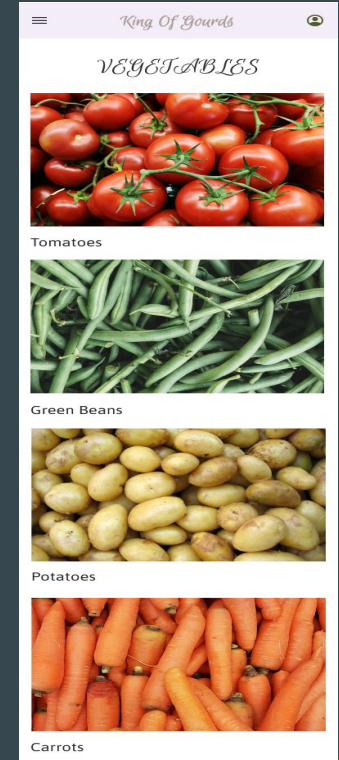 King Of Gourds
VEGETABLES
Tomatoes
Green Beans
Potatoes
Carrots